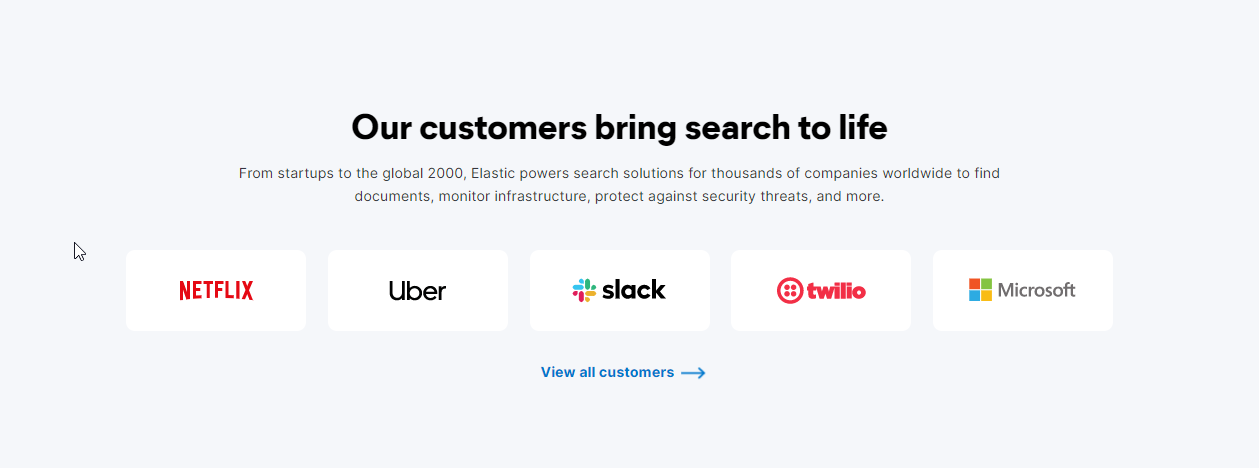 Our customers bring search to life
From startups to the global 2000, Elastic powers search solutions for thousands of companies worldwide to find
documents, monitor infrastructure, protect against security threats, and more.
NETFLIX
Uber
slack
twilio
Microsoft
View all customers